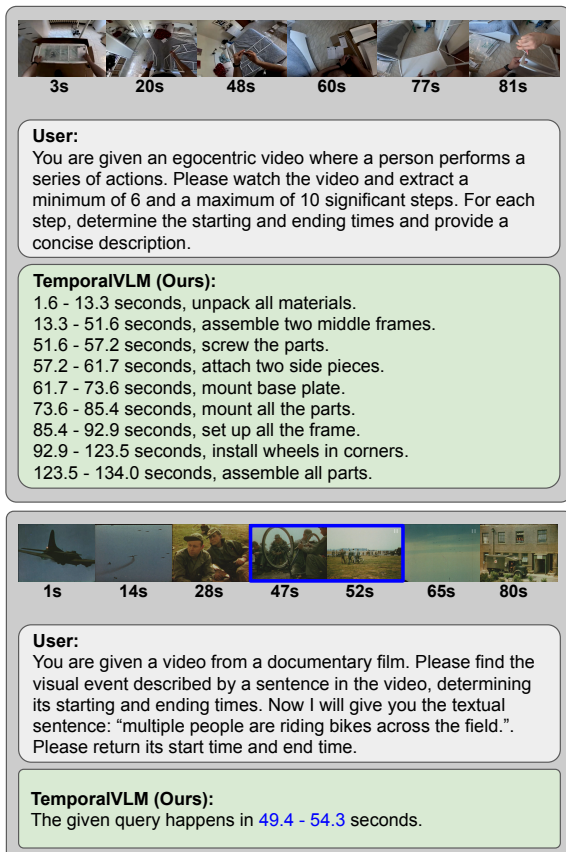 3s 20s 48s 60s 77s 81s
User:
You are given an egocentric video where a person performs a
series of actions. Please watch the video and extract a
minimum of 6 and a maximum of 10 significant steps. For each
step, determine the starting and ending times and provide a
concise description.
TemporalVLM (Ours):
1.6 - 13.3 seconds, unpack all materials.
13.3 - 51.6 seconds, assemble two middle frames.
51.6 - 57.2 seconds, screw the parts.
57.2 - 61.7 seconds, attach two side pieces.
61.7 - 73.6 seconds, mount base plate.
73.6 - 85.4 seconds, mount all the parts.
85.4 - 92.9 seconds, set up all the frame.
92.9 - 123.5 seconds, install wheels in corners.
123.5 - 134.0 seconds, assemble all parts.
1s 14s 28s 47s 52s 65s 80s
User:
You are given a video from a documentary film. Please find the
visual event described by a sentence in the video, determining
its starting and ending times. Now I will give you the textual
sentence: “multiple people are riding bikes across the field.”.
Please return its start time and end time.
TemporalVLM (Ours):
The given query happens in 49.4 - 54.3 seconds.